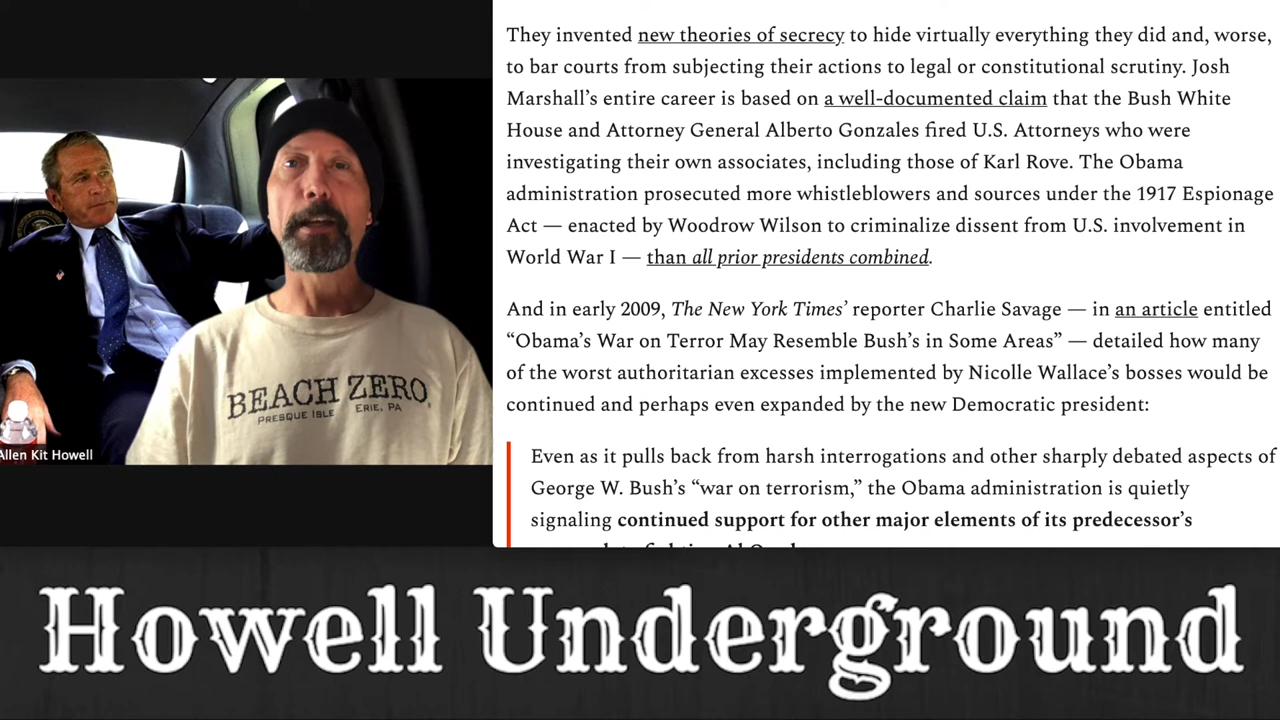 They invented new theories of secrecy to hide virtually everything they did and, worse,
to bar courts from subjecting their actions to legal or constitutional scrutiny. Josh
Marshall’s entire career is based on a well-documented claim that the Bush White
House and Attorney General Alberto Gonzales fired U.S. Attorneys who were
investigating their own associates, including those of Karl Rove. The Obama
administration prosecuted more whistleblowers and sources under the 1917 Espionage
Act — enacted by Woodrow Wilson to criminalize dissent from U.S. involvement in
World War I — than all prior presidents combined.
And in early 2009, The New York Times’ reporter Charlie Savage — in an article entitled
“Obama’s War on Terror May Resemble Bush’s in Some Areas” — detailed how many
of the worst authoritarian excesses implemented by Nicolle Wallace’s bosses would be
continued and perhaps even expanded by the new Democratic president:
Even as it pulls back from harsh interrogations and other sharply debated aspects of
George W. Bush’s “war on terrorism,” the Obama administration is quietly
signaling continued support for other major elements of its predecessor’s
BEACH ZERO
PRESQUE ISLE ERIE, PA
Allen Kit Howell
Howell Underground